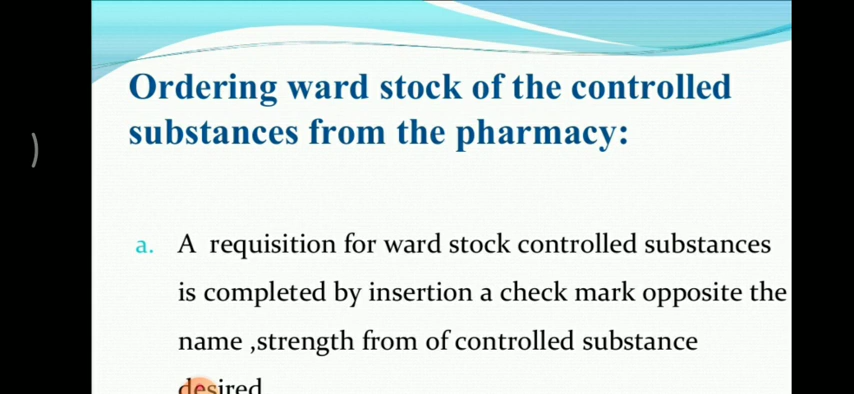 Ordering ward stock of the controlled
substances from the pharmacy:
a. A requisition for ward stock controlled substances
is completed by insertion a check mark opposite the
name ,strength from of controlled substance
desired